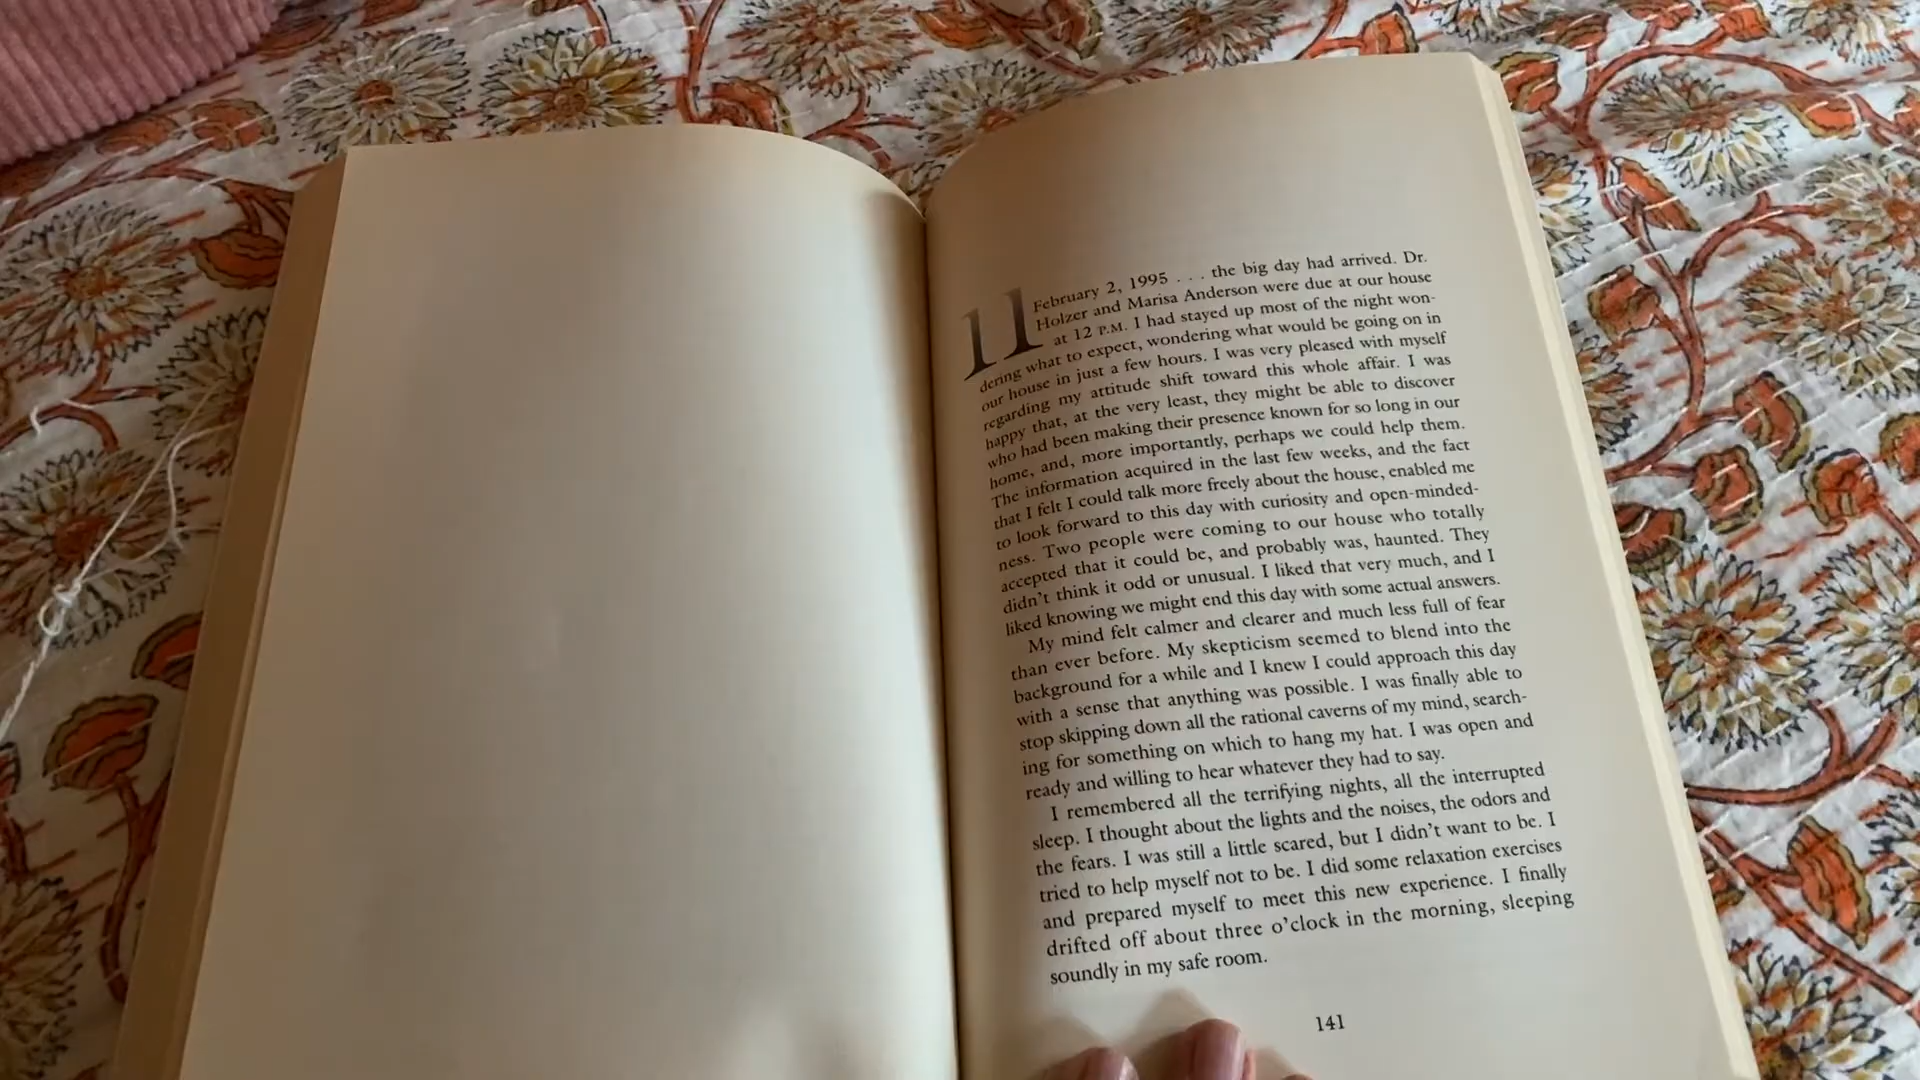 11
February 2, 1995 . . . the big day had arrived. Dr.
Holzer and Marisa Anderson were due at our house
at 12 P.M. I had stayed up most of the night won-
dering what to expect, wondering what would be going on in
our house in just a few hours. I was very pleased with myself
regarding my attitude shift toward this whole affair. I was
happy that, at the very least, they might be able to discover
who had been making their presence known for so long in our
home, and, more importantly, perhaps we could help them.
The information acquired in the last few weeks, and the fact
that I felt I could talk more freely about the house, enabled me
to look forward to this day with curiosity and open-minded-
ness. Two people were coming to our house who totally
accepted that it could be, and probably was, haunted. They
didn't think it odd or unusual. I liked that very much, and I
liked knowing we might end this day with some actual answers.
My mind felt calmer and clearer and much less full of fear
than ever before. My skepticism seemed to blend into the
background for a while and I knew I could approach this day
with a sense that anything was possible. I was finally able to
stop skipping down all the rational caverns of my mind, search-
ing for something on which to hang my hat. I was open and
ready and willing to hear whatever they had to say.
I remembered all the terrifying nights, all the interrupted
sleep. I thought about the lights and the noises, the odors and
the fears. I was still a little scared, but I didn't want to be. I
tried to help myself not to be. I did some relaxation exercises
and prepared myself to meet this new experience. I finally
drifted off about three o'clock in the morning, sleeping
soundly in my safe room.
141